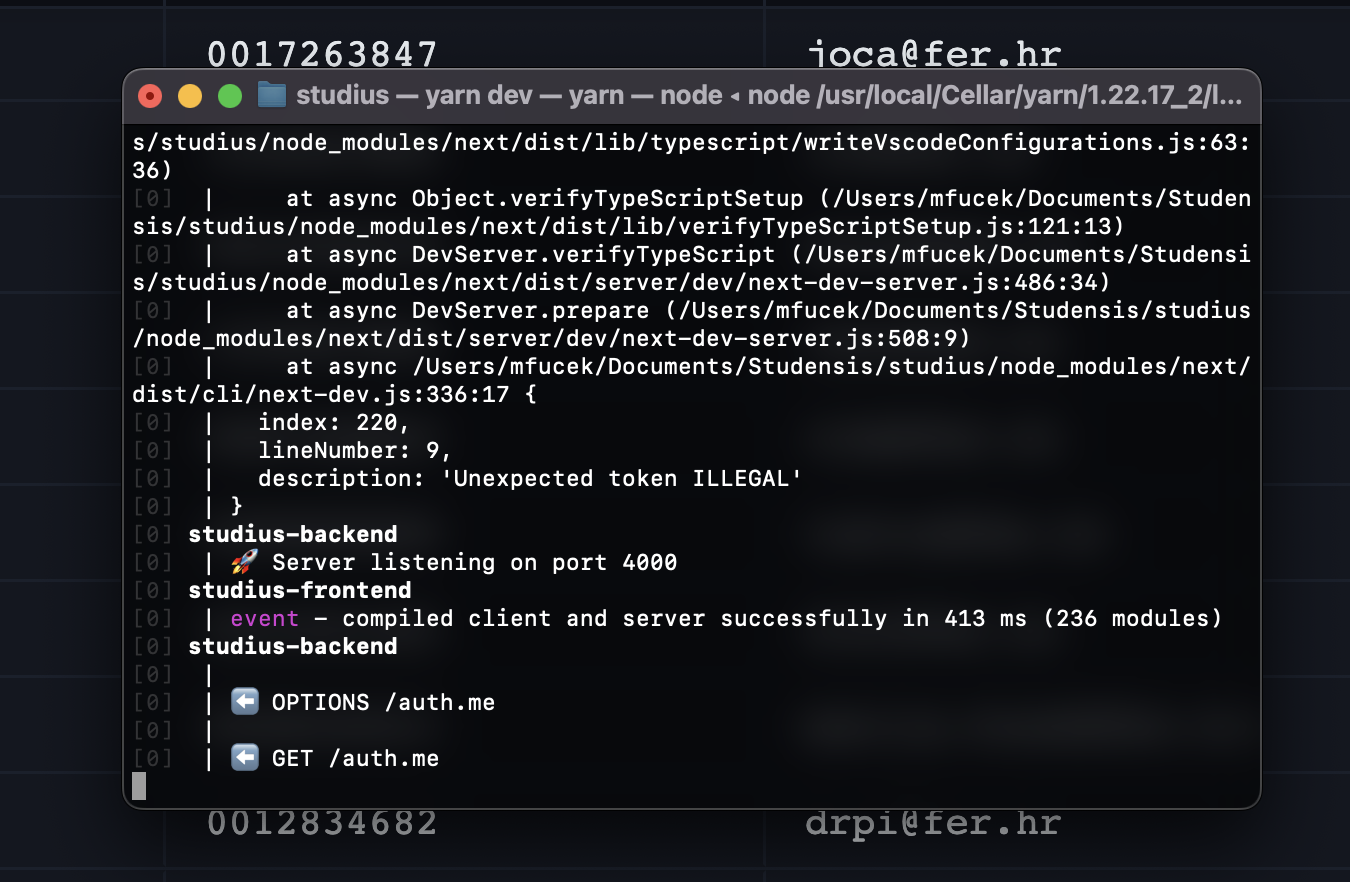 0017263847 joca@fer.hr
studius — yarn dev — yarn — node ◂ node /usr/local/Cellar/yarn/1.22.17_2/l...
s/studius/node_modules/next/dist/lib/typescript/writeVscodeConfigurations.js:63:
36)
[0]  |     at async Object.verifyTypeScriptSetup (/Users/mfucek/Documents/Studen
sis/studius/node_modules/next/dist/lib/verifyTypeScriptSetup.js:121:13)
[0]  |     at async DevServer.verifyTypeScript (/Users/mfucek/Documents/Studensi
s/studius/node_modules/next/dist/server/dev/next-dev-server.js:486:34)
[0]  |     at async DevServer.prepare (/Users/mfucek/Documents/Studensis/studius
/node_modules/next/dist/server/dev/next-dev-server.js:508:9)
[0]  |     at async /Users/mfucek/Documents/Studensis/studius/node_modules/next/
dist/cli/next-dev.js:336:17 {
[0]  |   index: 220,
[0]  |   lineNumber: 9,
[0]  |   description: 'Unexpected token ILLEGAL'
[0]  | }
[0] studius-backend
[0]  | 🚀 Server listening on port 4000
[0] studius-frontend
[0]  | event - compiled client and server successfully in 413 ms (236 modules)
[0] studius-backend
[0]  |
[0]  | ⬅️ OPTIONS /auth.me
[0]  |
[0]  | ⬅️ GET /auth.me
0012834682 drpi@fer.hr